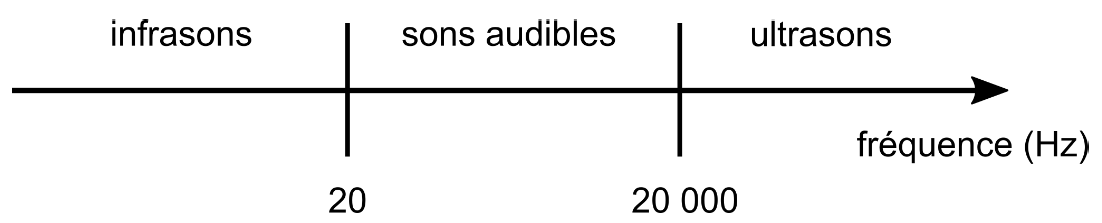 infrasons sons audibles ultrasons
fréquence (Hz)
20 20 000